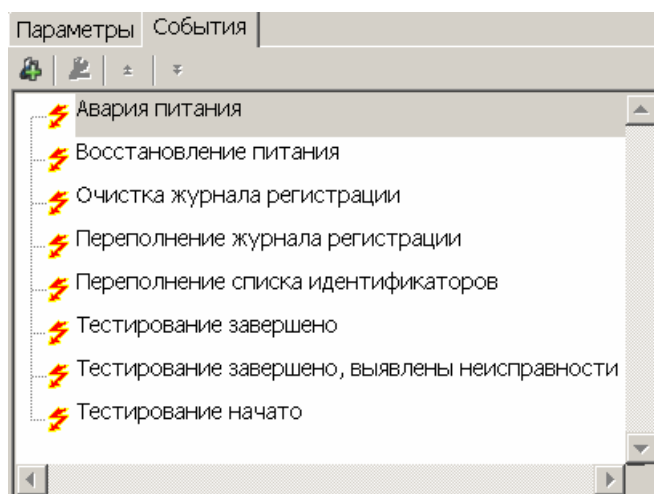 Параметры События
Авария питания
Восстановление питания
Очистка журнала регистрации
Переполнение журнала регистрации
Переполнение списка идентификаторов
Тестирование завершено
Тестирование завершено, выявлены неисправности
Тестирование начато